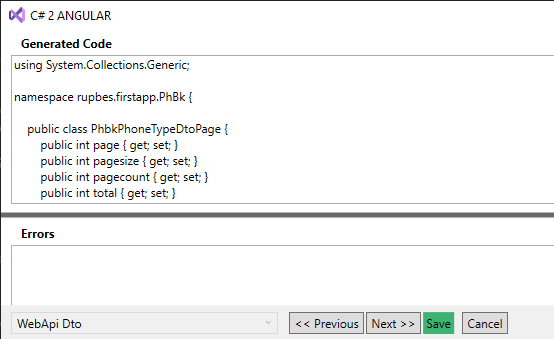 C# 2 ANGULAR
Generated Code
using System.Collections.Generic;
namespace rupbes.firstapp.PhBk {
public class PhbkPhoneTypeDtoPage {
public int page { get; set; }
public int pagesize { get; set; }
public int pagecount { get; set; }
public int total { get; set; }
Errors
WebApi Dto
<< Previous
Next >>
Save
Cancel